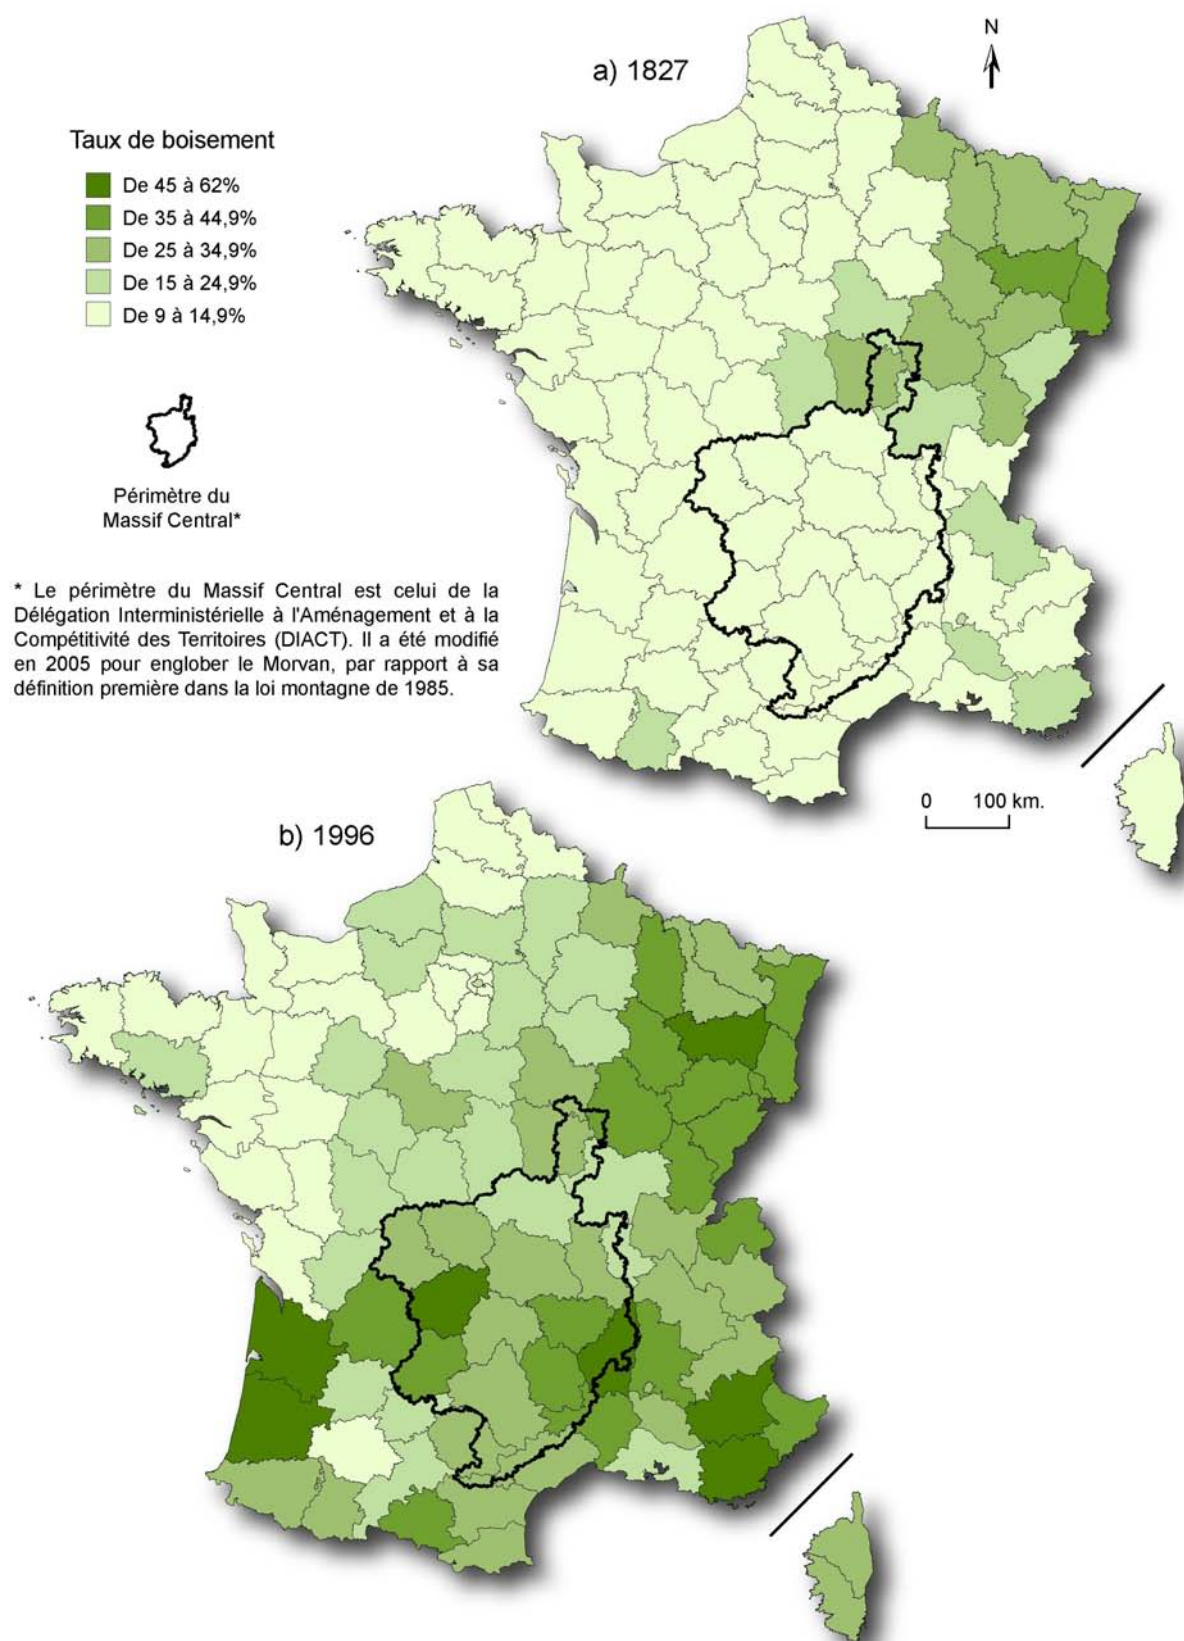 a) 1827
N
Taux de boisement
De 45 à 62%
De 35 à 44,9%
De 25 à 34,9%
De 15 à 24,9%
De 9 à 14,9%
Périmètre du
Massif Central*
* Le périmètre du Massif Central est celui de la
Délégation Interministérielle à l'Aménagement et à la
Compétitivité des Territoires (DIACT). Il a été modifié
en 2005 pour englober le Morvan, par rapport à sa
définition première dans la loi montagne de 1985.
0 100 km.
b) 1996